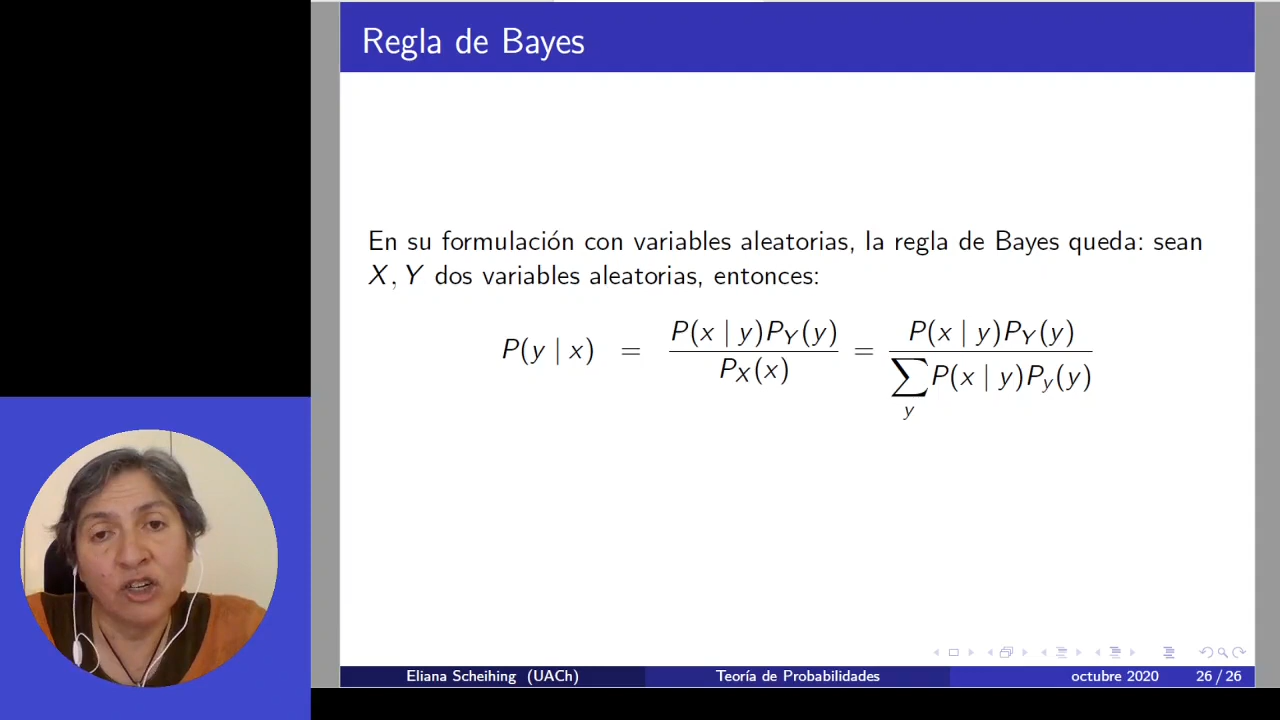 Regla de Bayes
En su formulación con variables aleatorias, la regla de Bayes queda: sean
X, Y dos variables aleatorias, entonces:
P(y | x) = P(x | y)P_Y(y) / P_X(x) = P(x | y)P_Y(y) / ∑_y P(x | y)P_y(y)
Eliana Scheihing (UACh) Teoría de Probabilidades octubre 2020 26 / 26